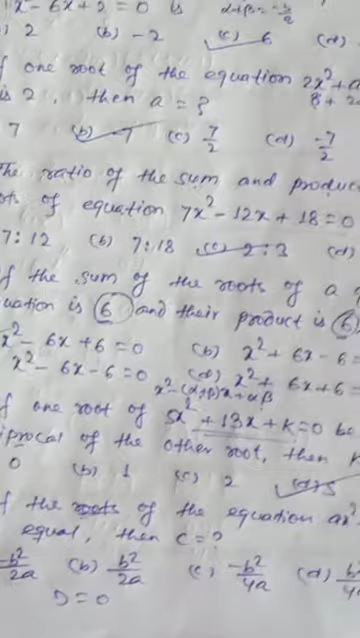 x² - 6x + 2 = 0 is α+β = -b/a
) 2 (b) -2 (c) 6 (d)
f one root of the equation 2x² + a
is 2, then a = ? 8 + 2
7 (b) -7 (c) 7/2 (d) -7/2
The ratio of the sum and produc
ots of equation 7x² - 12x + 18 = 0
7:12 (b) 7:18 (c) 2:3 (d)
f the sum of the roots of a
uation is 6 and their product is 6
x² - 6x + 6 = 0 (b) x² + 6x - 6 =
x² - 6x - 6 = 0 (d) x² + 6x + 6 =
x² - (α+β)x + αβ
f one root of 5x² + 13x + K = 0 be
iprocal of the other root, then K
0 (b) 1 (c) 2 (d) 5
f the roots of the equation ax²
equal, then c = ?
-b²/2a (b) b²/2a (c) -b²/4a (d) b²/4a
D = 0